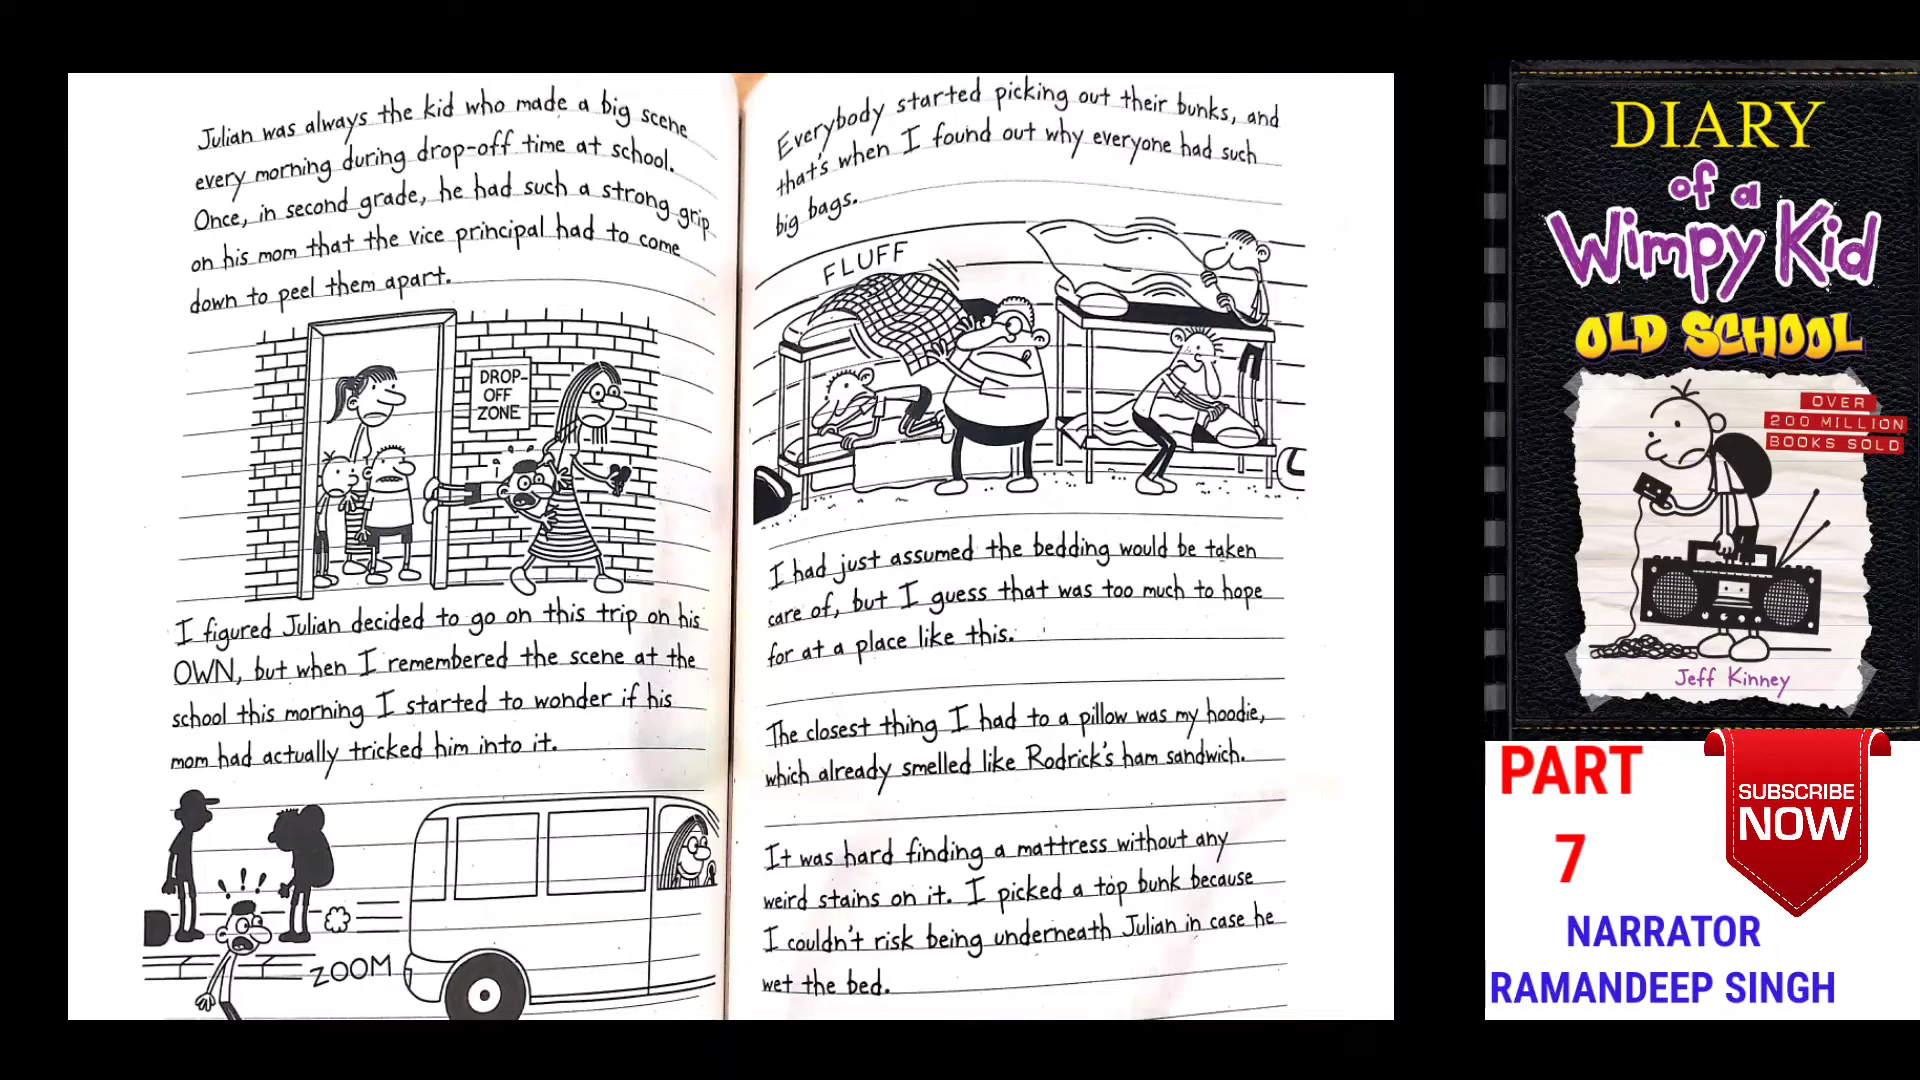 Julian was always the kid who made a big scene
every morning during drop-off time at school.
Once, in second grade, he had such a strong grip
on his mom that the vice principal had to come
down to peel them apart.
DROP-
OFF
ZONE
I figured Julian decided to go on this trip on his
OWN, but when I remembered the scene at the
school this morning I started to wonder if his
mom had actually tricked him into it.
ZOOM
Everybody started picking out their bunks, and
that's when I found out why everyone had such
big bags.
FLUFF
I had just assumed the bedding would be taken
care of, but I guess that was too much to hope
for at a place like this.
The closest thing I had to a pillow was my hoodie,
which already smelled like Rodrick's ham sandwich.
It was hard finding a mattress without any
weird stains on it. I picked a top bunk because
I couldn't risk being underneath Julian in case he
wet the bed.
DIARY
of a
Wimpy Kid
OLD SCHOOL
OVER
200 MILLION
BOOKS SOLD
Jeff Kinney
PART
7
SUBSCRIBE
NOW
NARRATOR
RAMANDEEP SINGH